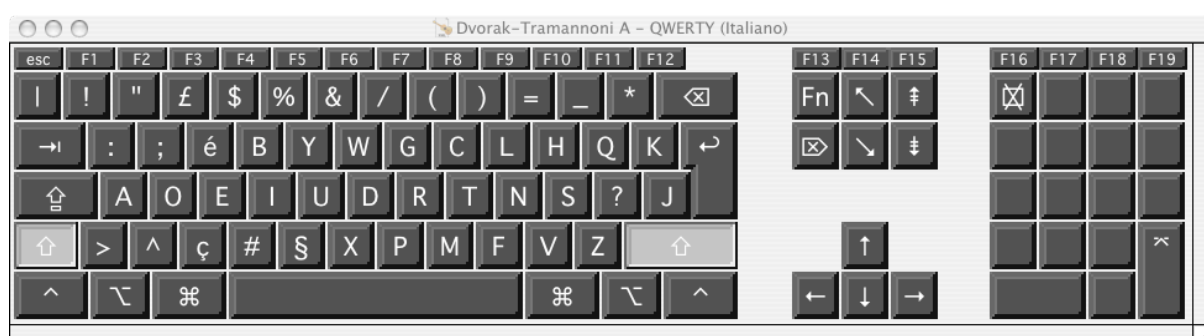 Dvorak-Tramannoni A - QWERTY (Italiano)
esc F1 F2 F3 F4 F5 F6 F7 F8 F9 F10 F11 F12 F13 F14 F15 F16 F17 F18 F19
| ! " £ $ % & / ( ) = _ * ⌫ Fn ↖ ⇞ ⌧
⇥ : ; é B Y W G C L H Q K ↩ ⌦ ↘ ⇟
⇪ A O E I U D R T N S ? J
⇧ > ^ ç # § X P M F V Z ⇧ ↑ ⌤
^ ⌥ ⌘ ⌘ ⌥ ^ ← ↓ →